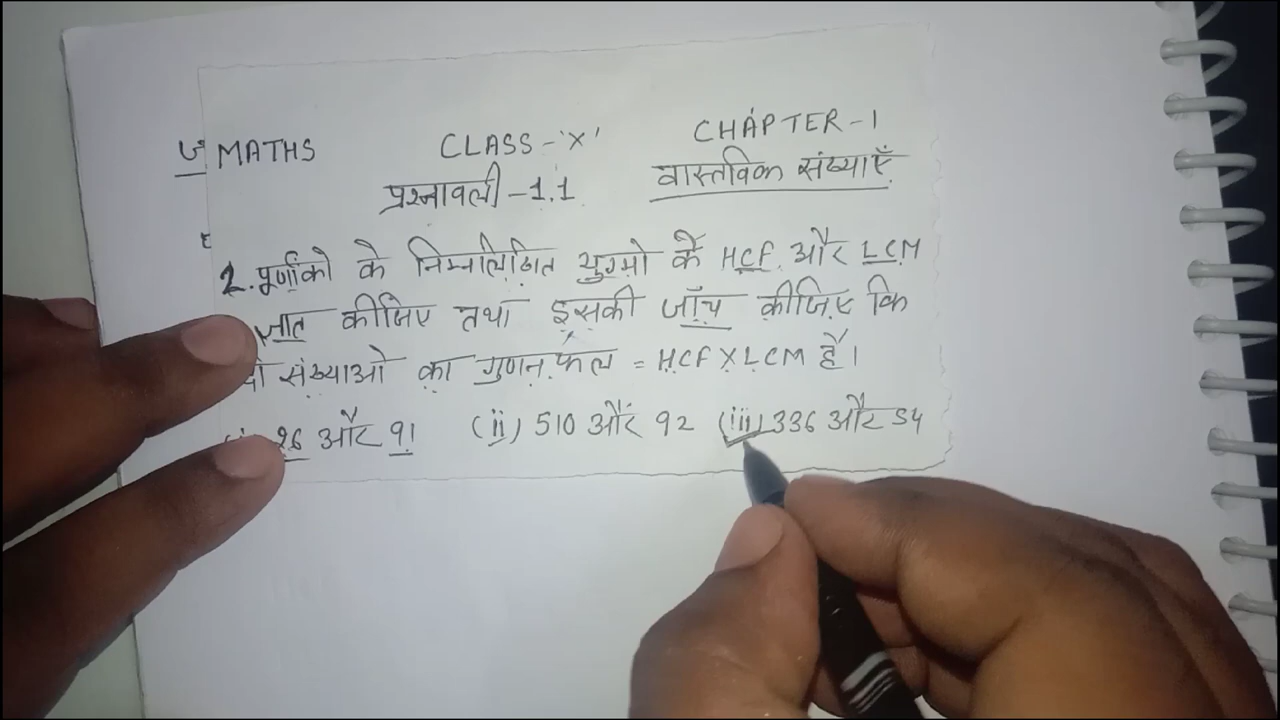 MATHS CLASS-'X' CHAPTER-1
प्रश्नावली-1.1 वास्तविक संख्याएँ
2. पूर्णांको के निम्नलिखित युग्मो के HCF और LCM
ज्ञात कीजिए तथा इसकी जाँच कीजिए कि
संख्याओ का गुणनफल = HCF X LCM है।
26 और 91 (ii) 510 और 92 (iii) 336 और 54